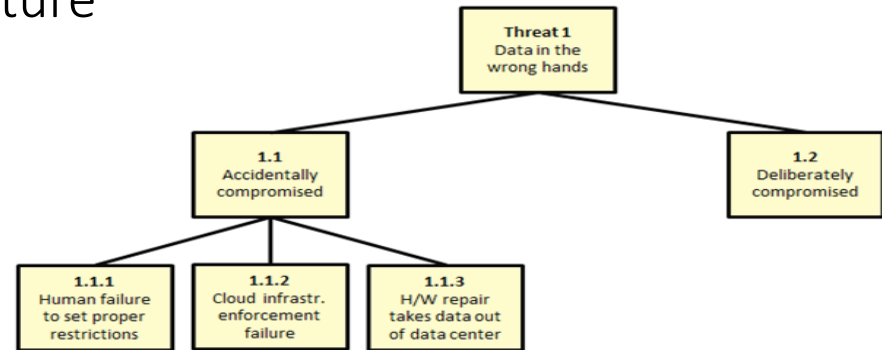 Threat 1
Data in the
wrong hands
1.1
Accidentally
compromised
1.2
Deliberately
compromised
1.1.1
Human failure
to set proper
restrictions
1.1.2
Cloud infrastr.
enforcement
failure
1.1.3
H/W repair
takes data out
of data center